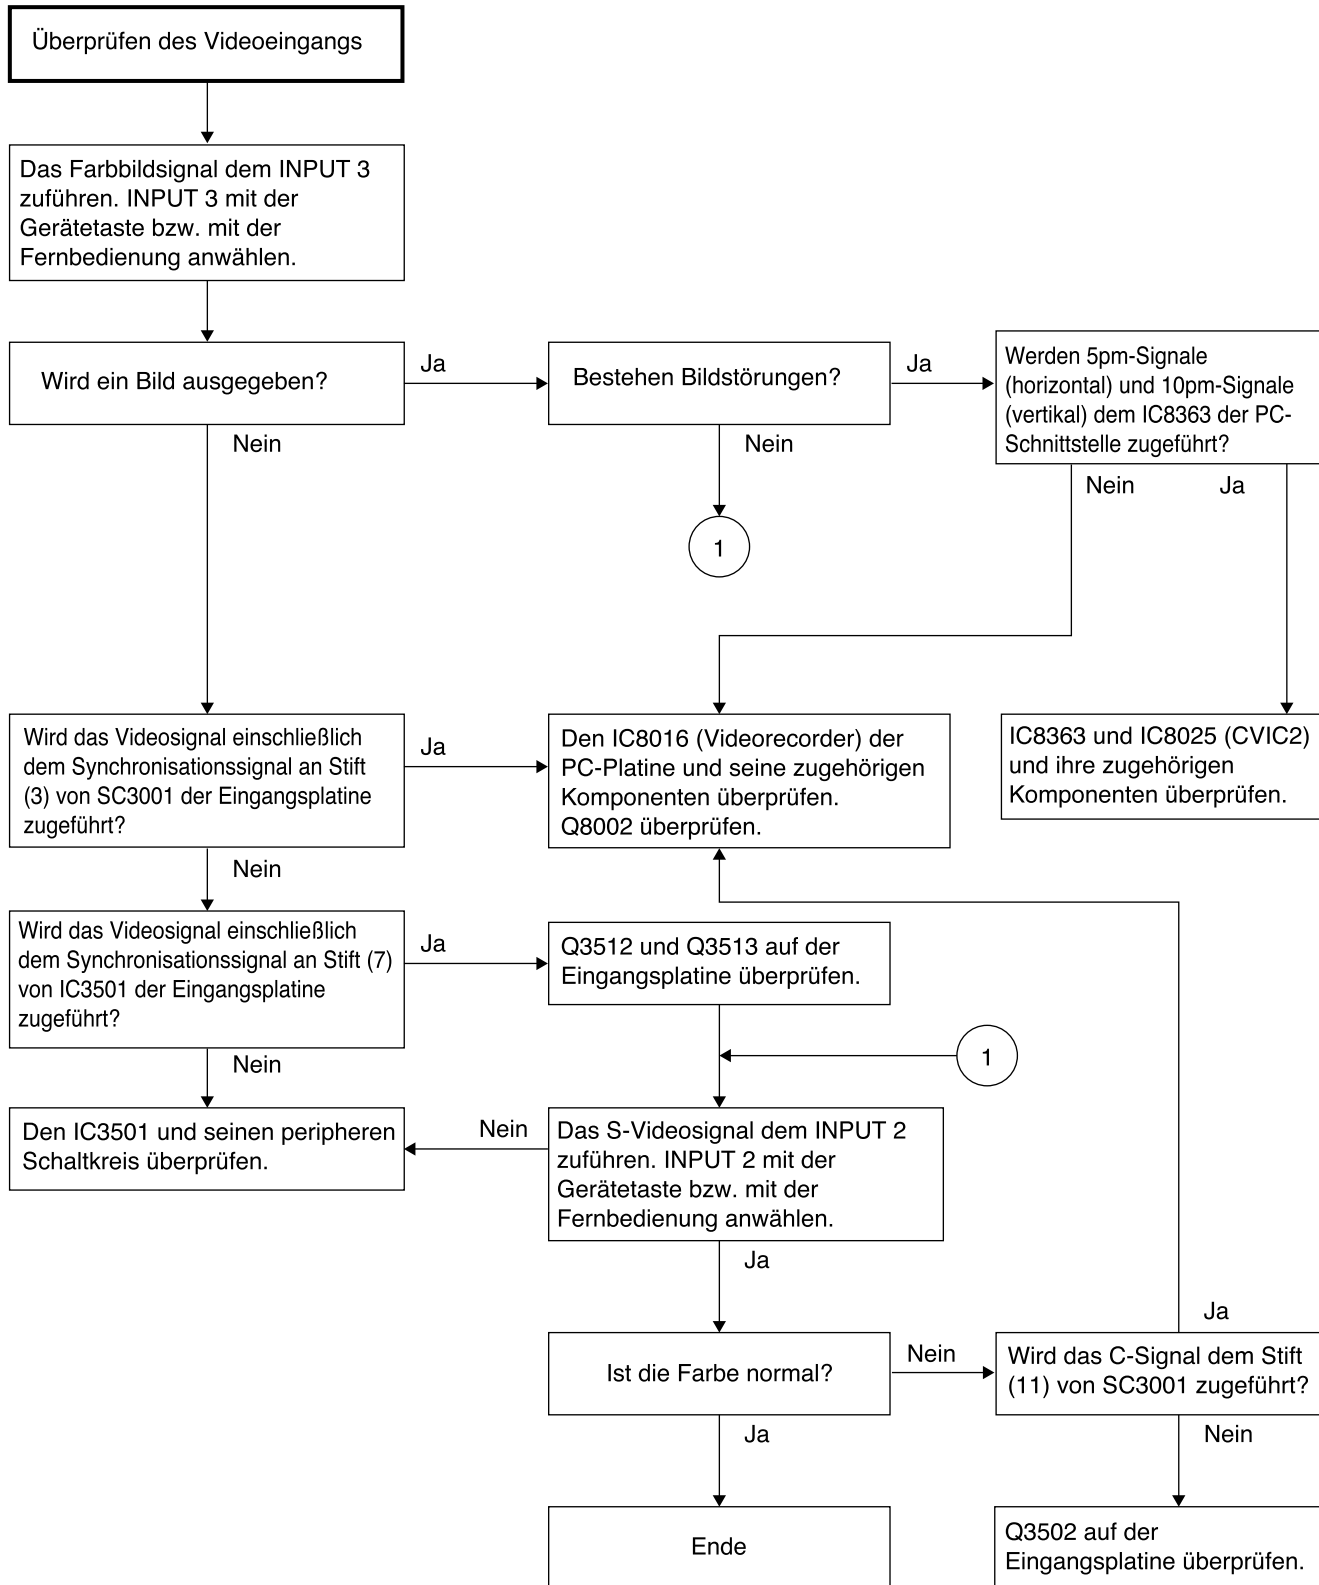 Überprüfen des Videoeingangs
Das Farbbildsignal dem INPUT 3
zuführen. INPUT 3 mit der
Gerätetaste bzw. mit der
Fernbedienung anwählen.
Wird ein Bild ausgegeben?
Ja
Bestehen Bildstörungen?
Ja
Werden 5pm-Signale
(horizontal) und 10pm-Signale
(vertikal) dem IC8363 der PC-
Schnittstelle zugeführt?
Nein
Nein
Nein
Ja
1
Wird das Videosignal einschließlich
dem Synchronisationssignal an Stift
(3) von SC3001 der Eingangsplatine
zugeführt?
Ja
Den IC8016 (Videorecorder) der
PC-Platine und seine zugehörigen
Komponenten überprüfen.
Q8002 überprüfen.
IC8363 und IC8025 (CVIC2)
und ihre zugehörigen
Komponenten überprüfen.
Nein
Wird das Videosignal einschließlich
dem Synchronisationssignal an Stift (7)
von IC3501 der Eingangsplatine
zugeführt?
Ja
Q3512 und Q3513 auf der
Eingangsplatine überprüfen.
Nein
1
Den IC3501 und seinen peripheren
Schaltkreis überprüfen.
Nein
Das S-Videosignal dem INPUT 2
zuführen. INPUT 2 mit der
Gerätetaste bzw. mit der
Fernbedienung anwählen.
Ja
Ja
Ist die Farbe normal?
Nein
Wird das C-Signal dem Stift
(11) von SC3001 zugeführt?
Ja
Nein
Ende
Q3502 auf der
Eingangsplatine überprüfen.